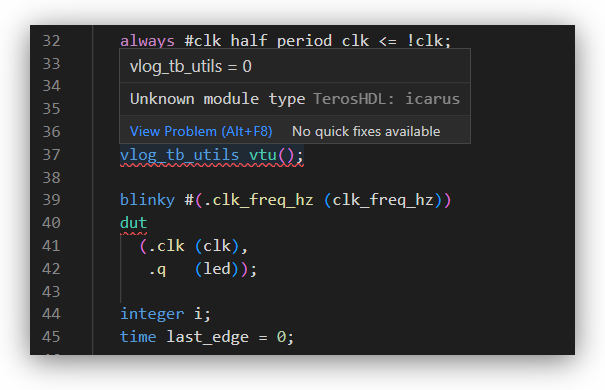 32 always #clk_half_period clk <= !clk;
33
vlog_tb_utils = 0
34
Unknown module type TerosHDL: icarus
35
36 View Problem (Alt+F8) No quick fixes available
37 vlog_tb_utils vtu();
38
39 blinky #(.clk_freq_hz (clk_freq_hz))
40 dut
41 (.clk (clk),
42 .q (led));
43
44 integer i;
45 time last_edge = 0;